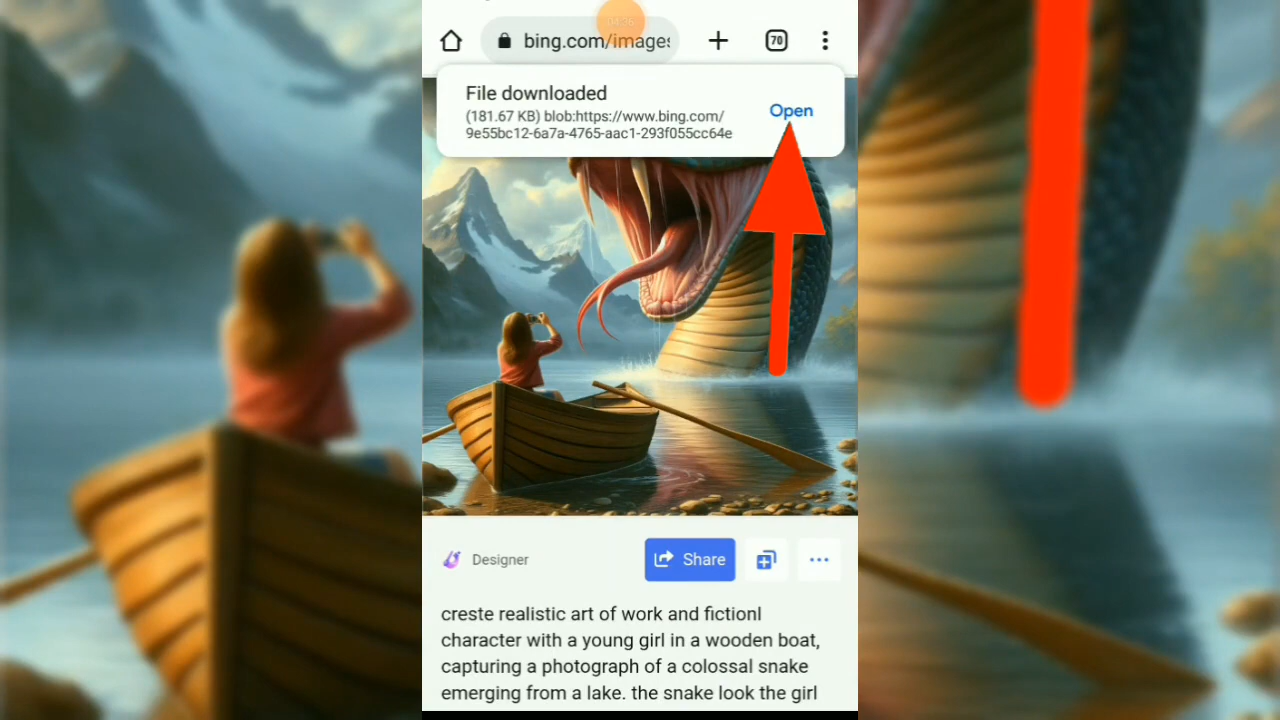 04:36
bing.com/images
70
File downloaded
(181.67 KB) blob:https://www.bing.com/
9e55bc12-6a7a-4765-aac1-293f055cc64e
Open
Designer
Share
creste realistic art of work and fictionl
character with a young girl in a wooden boat,
capturing a photograph of a colossal snake
emerging from a lake. the snake look the girl